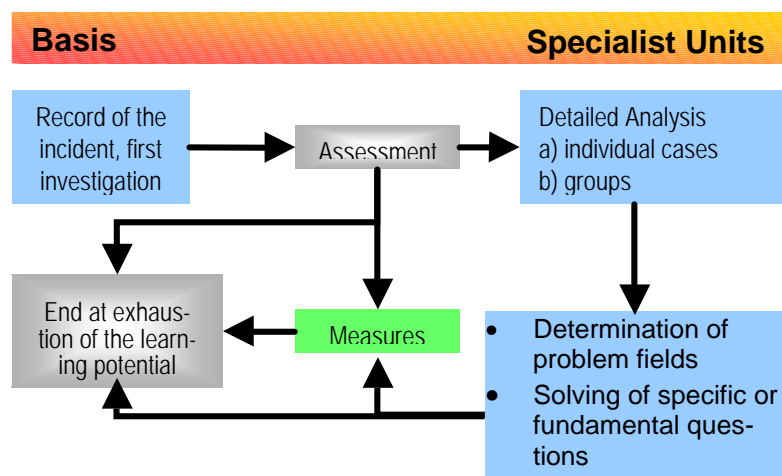 Basis
Specialist Units
Record of the
incident, first
investigation
Assessment
Detailed Analysis
a) individual cases
b) groups
End at exhaus-
tion of the learn-
ing potential
Measures
• Determination of
problem fields
• Solving of specific or
fundamental ques-
tions